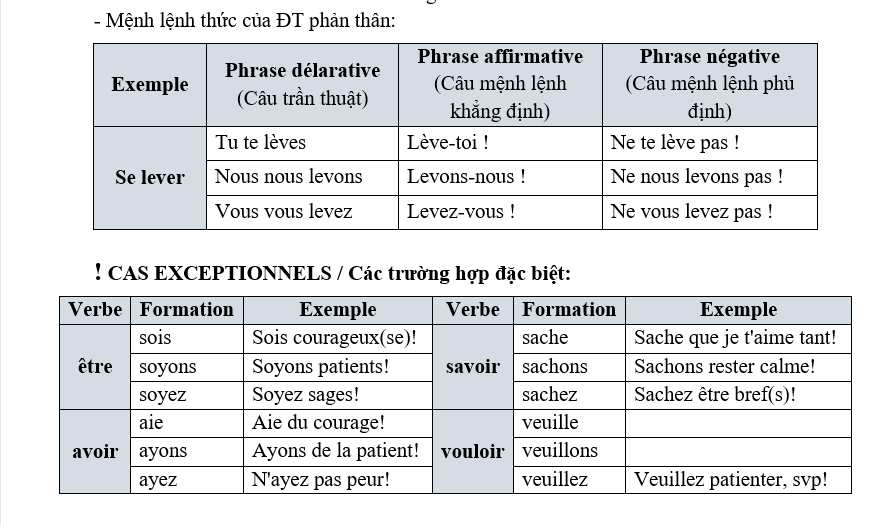 - Mệnh lệnh thức của ĐT phản thân:
Exemple
Phrase délarative
(Câu trần thuật)
Phrase affirmative
(Câu mệnh lệnh
khẳng định)
Phrase négative
(Câu mệnh lệnh phủ
định)
Se lever
Tu te lèves
Lève-toi !
Ne te lève pas !
Nous nous levons
Levons-nous !
Ne nous levons pas !
Vous vous levez
Levez-vous !
Ne vous levez pas !
! CAS EXCEPTIONNELS / Các trường hợp đặc biệt:
Verbe Formation Exemple Verbe Formation Exemple
être
sois Sois courageux(se)!
soyons Soyons patients!
soyez Soyez sages!
savoir
sache Sache que je t'aime tant!
sachons Sachons rester calme!
sachez Sachez être bref(s)!
avoir
aie Aie du courage!
ayons Ayons de la patient!
ayez N'ayez pas peur!
vouloir
veuille
veuillons
veuillez Veuillez patienter, svp!